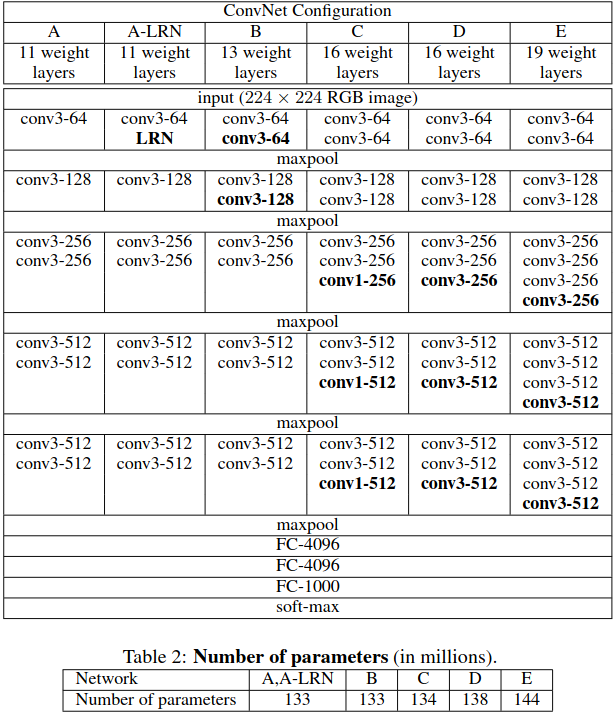 ConvNet Configuration
A A-LRN B C D E
11 weight 11 weight 13 weight 16 weight 16 weight 19 weight
layers layers layers layers layers layers
input (224 × 224 RGB image)
conv3-64 conv3-64 conv3-64 conv3-64 conv3-64 conv3-64
LRN conv3-64 conv3-64 conv3-64 conv3-64
maxpool
conv3-128 conv3-128 conv3-128 conv3-128 conv3-128 conv3-128
conv3-128 conv3-128 conv3-128 conv3-128
maxpool
conv3-256 conv3-256 conv3-256 conv3-256 conv3-256 conv3-256
conv3-256 conv3-256 conv3-256 conv3-256 conv3-256 conv3-256
conv1-256 conv3-256 conv3-256
conv3-256
maxpool
conv3-512 conv3-512 conv3-512 conv3-512 conv3-512 conv3-512
conv3-512 conv3-512 conv3-512 conv3-512 conv3-512 conv3-512
conv1-512 conv3-512 conv3-512
conv3-512
maxpool
conv3-512 conv3-512 conv3-512 conv3-512 conv3-512 conv3-512
conv3-512 conv3-512 conv3-512 conv3-512 conv3-512 conv3-512
conv1-512 conv3-512 conv3-512
conv3-512
maxpool
FC-4096
FC-4096
FC-1000
soft-max
Table 2: Number of parameters (in millions).
Network A,A-LRN B C D E
Number of parameters 133 133 134 138 144